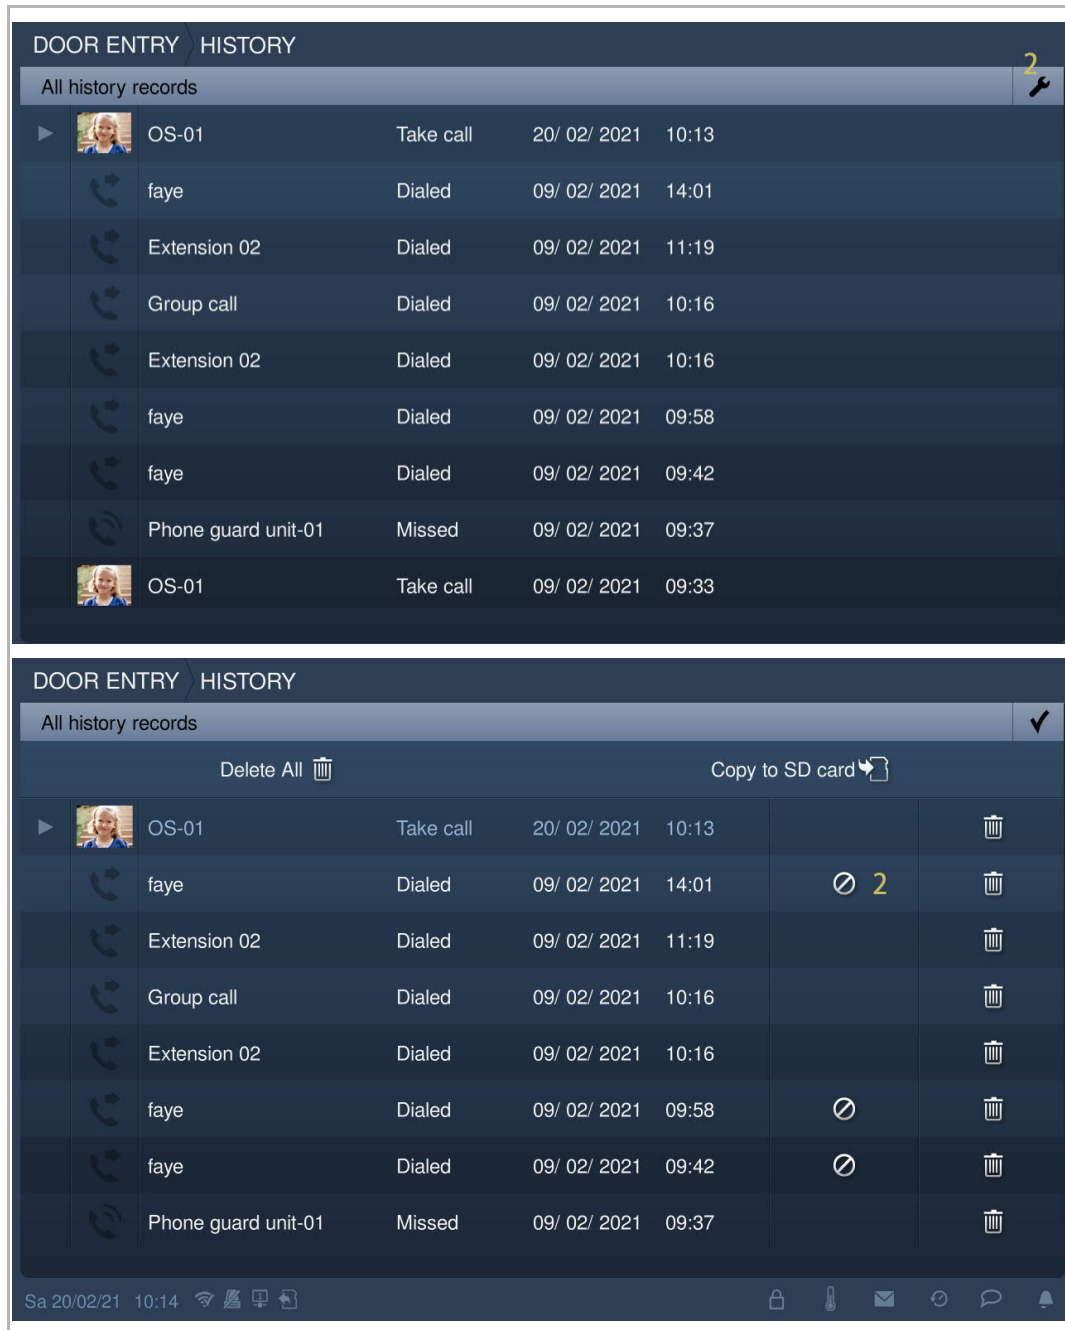 DOOR ENTRY HISTORY
2
All history records
OS-01 Take call 20/ 02/ 2021 10:13
faye Dialed 09/ 02/ 2021 14:01
Extension 02 Dialed 09/ 02/ 2021 11:19
Group call Dialed 09/ 02/ 2021 10:16
Extension 02 Dialed 09/ 02/ 2021 10:16
faye Dialed 09/ 02/ 2021 09:58
faye Dialed 09/ 02/ 2021 09:42
Phone guard unit-01 Missed 09/ 02/ 2021 09:37
OS-01 Take call 09/ 02/ 2021 09:33
DOOR ENTRY HISTORY
All history records
Delete All Copy to SD card
OS-01 Take call 20/ 02/ 2021 10:13
faye Dialed 09/ 02/ 2021 14:01 2
Extension 02 Dialed 09/ 02/ 2021 11:19
Group call Dialed 09/ 02/ 2021 10:16
Extension 02 Dialed 09/ 02/ 2021 10:16
faye Dialed 09/ 02/ 2021 09:58
faye Dialed 09/ 02/ 2021 09:42
Phone guard unit-01 Missed 09/ 02/ 2021 09:37
Sa 20/02/21 10:14